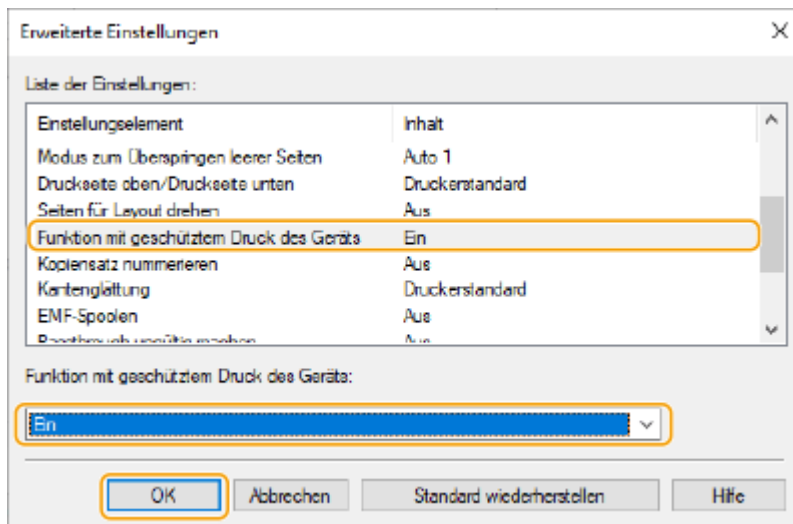 Erweiterte Einstellungen
Liste der Einstellungen:
Einstellungselement Inhalt
Modus zum Überspringen leerer Seiten Auto 1
Druckseite oben/Druckseite unten Druckerstandard
Seiten für Layout drehen Aus
Funktion mit geschütztem Druck des Geräts Ein
Kopiensatz nummerieren Aus
Kantenglättung Druckerstandard
EMF-Spoolen Aus
Funktion mit geschütztem Druck des Geräts:
Ein
OK Abbrechen Standard wiederherstellen Hilfe